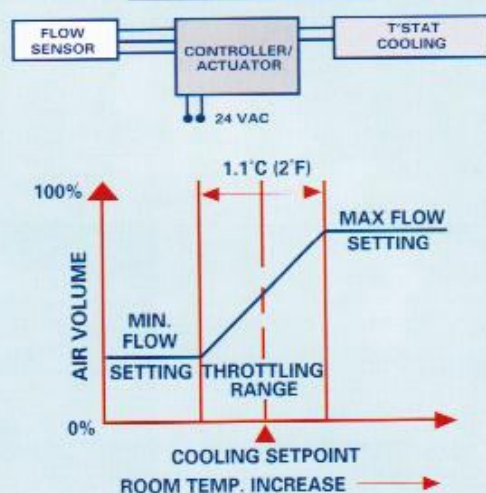 FLOW
SENSOR
CONTROLLER/
ACTUATOR
T'STAT
COOLING
24 VAC
1.1°C (2°F)
100%
MAX FLOW
SETTING
MIN.
FLOW
SETTING
THROTTLING
RANGE
AIR VOLUME
0%
COOLING SETPOINT
ROOM TEMP. INCREASE